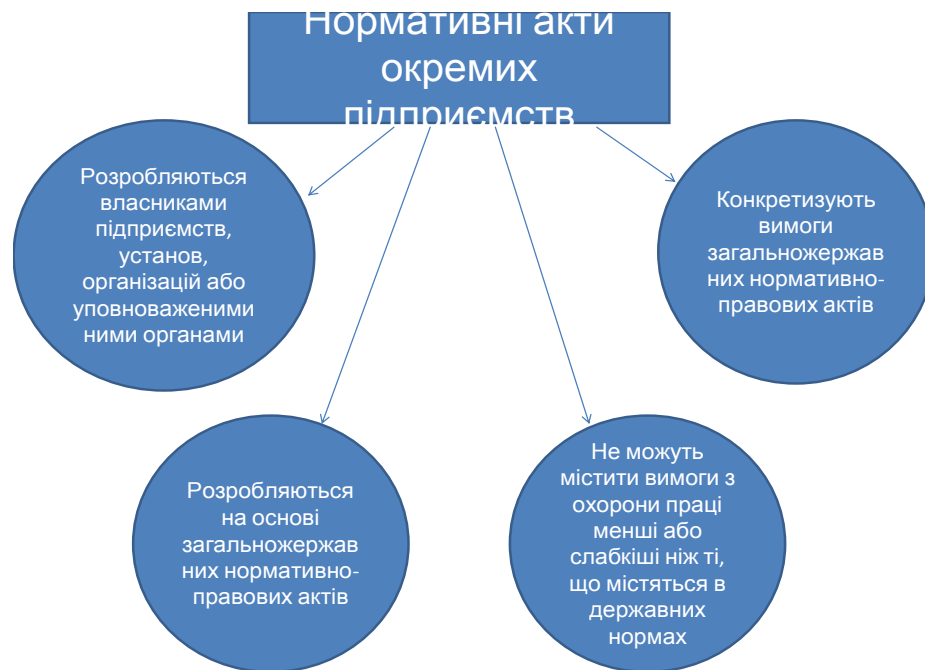 Нормативні акти
окремих
підприємств
Розробляються
власниками
підприємств,
установ,
організацій або
уповноваженими
ними органами
Конкретизують
вимоги
загальножержав
них нормативно-
правових актів
Розробляються
на основі
загальножержав
них нормативно-
правових актів
Не можуть
містити вимоги з
охорони праці
менші або
слабкіші ніж ті,
що містяться в
державних
нормах